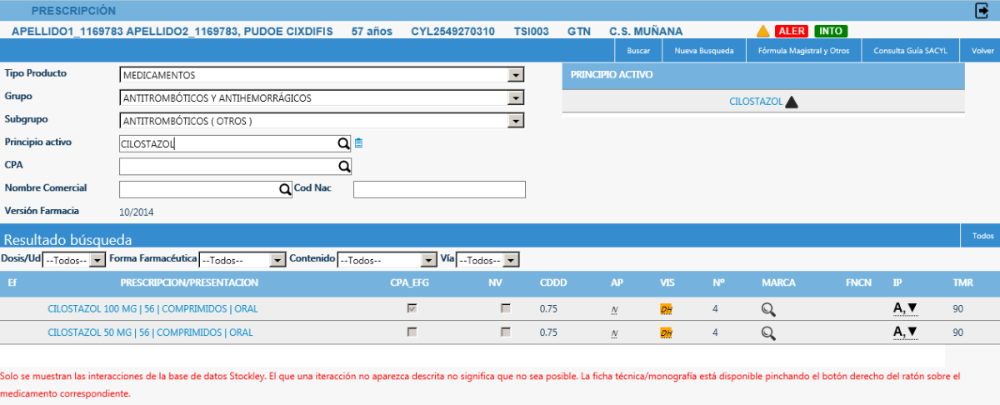 PRESCRIPCIÓN
APELLIDO1_1169783 APELLIDO2_1169783, PUDOE CIXDIFIS 57 años CYL2549270310 TSI003 GTN C.S. MUÑANA ALER INTO
Buscar Nueva Busqueda Fórmula Magistral y Otros Consulta Guía SACYL Volver
Tipo Producto MEDICAMENTOS PRINCIPIO ACTIVO
Grupo ANTITROMBÓTICOS Y ANTIHEMORRÁGICOS CILOSTAZOL
Subgrupo ANTITROMBÓTICOS ( OTROS )
Principio activo CILOSTAZOL
CPA
Nombre Comercial Cod Nac
Versión Farmacia 10/2014
Resultado búsqueda Todos
Dosis/Ud --Todos-- Forma Farmacéutica --Todos-- Contenido --Todos-- Vía --Todos--
Ef PRESCRIPCION/PRESENTACION CPA_EFG NV CDDD AP VIS Nº MARCA FNCN IP TMR
CILOSTAZOL 100 MG | 56 | COMPRIMIDOS | ORAL 0.75 N DH 4 A,▼ 90
CILOSTAZOL 50 MG | 56 | COMPRIMIDOS | ORAL 0.75 N DH 4 A,▼ 90
Solo se muestran las interacciones de la base de datos Stockley. El que una iteracción no aparezca descrita no significa que no sea posible. La ficha técnica/monografía está disponible pinchando el botón derecho del ratón sobre el
medicamento correspondiente.